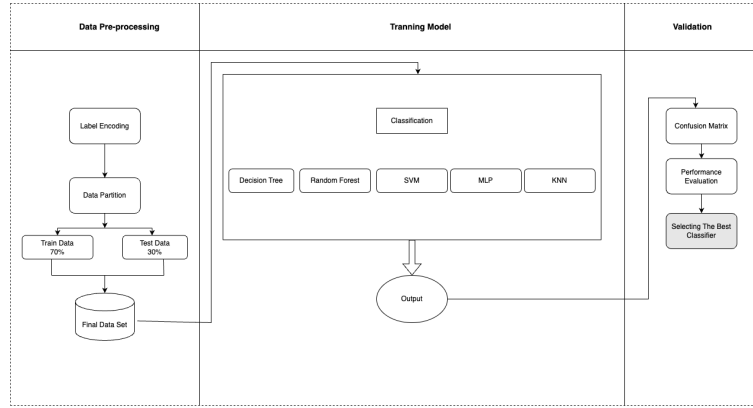 Data Pre-processing
Tranning Model
Validation
Label Encoding
Data Partition
Train Data
70%
Test Data
30%
Final Data Set
Classification
Decision Tree
Random Forest
SVM
MLP
KNN
Output
Confusion Matrix
Performance
Evaluation
Selecting The Best
Classifier